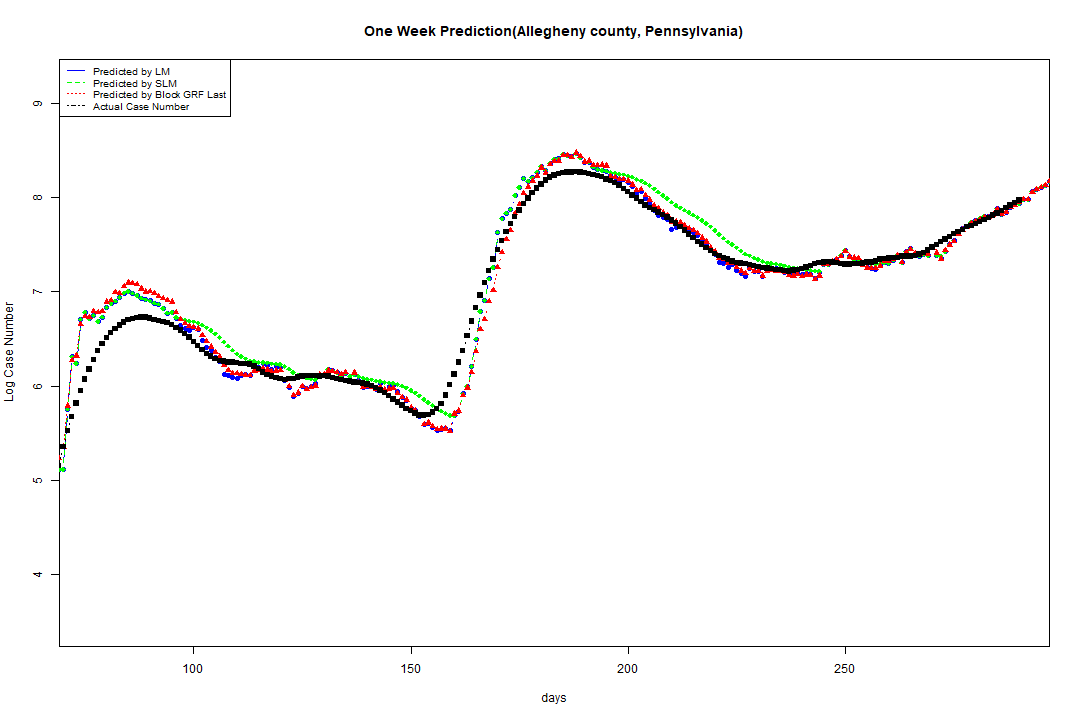 One Week Prediction(Allegheny county, Pennsylvania)
Predicted by LM
Predicted by SLM
Predicted by Block GRF Last
Actual Case Number
9
8
7
6
5
4
Log Case Number
100 150 200 250
days